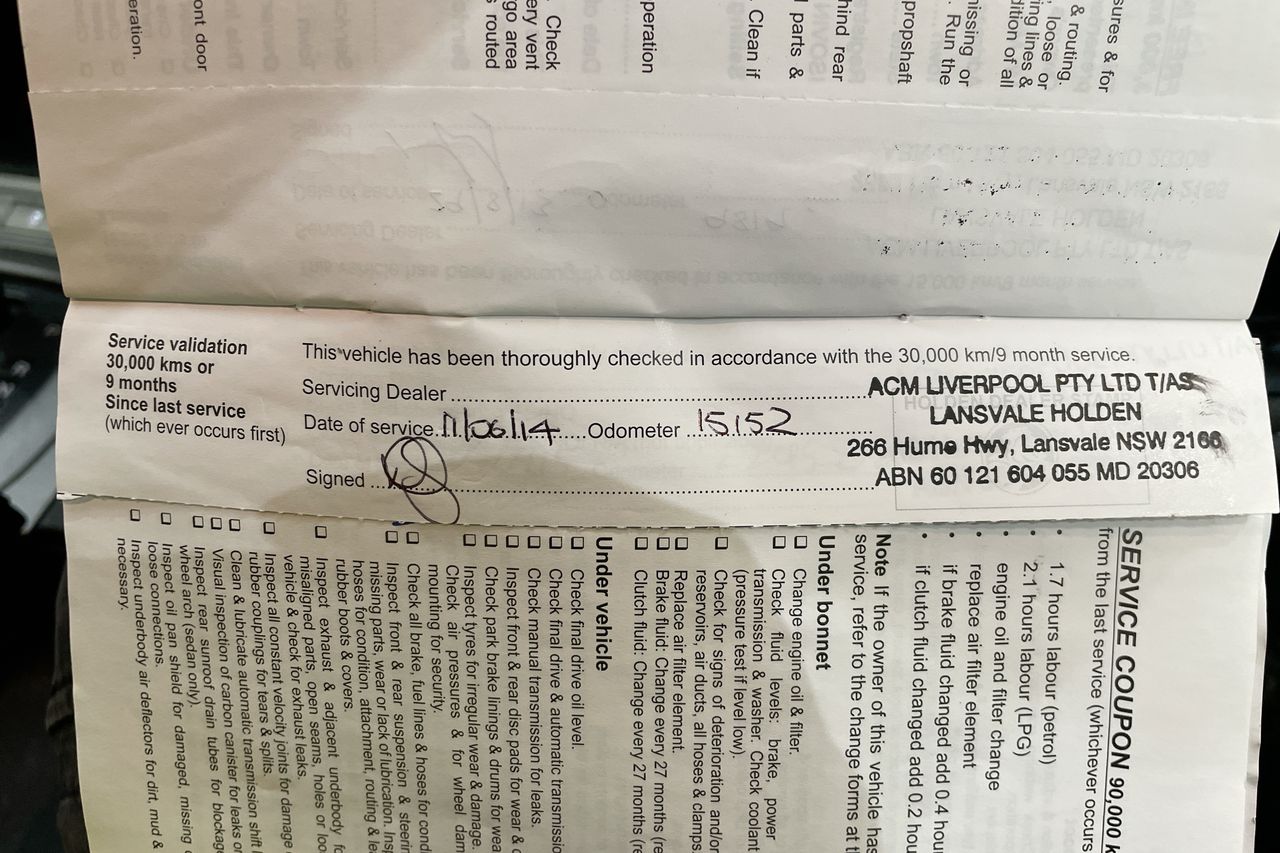 ont door
eration.
. Check
ery vent
rgo area
s routed
peration
. Clean if
l parts &
hind rear
propshaft
. Run the
missing or
dition of all
ing lines &
, loose or
& routing.
sures & for
Service validation
30,000 kms or
9 months
Since last service
(which ever occurs first)
This vehicle has been thoroughly checked in accordance with the 30,000 km/9 month service.
Servicing Dealer
Date of service 11/06/14 Odometer 15152
Signed
ACM LIVERPOOL PTY LTD T/AS
LANSVALE HOLDEN
266 Hume Hwy, Lansvale NSW 2166
ABN 60 121 604 055 MD 20306
HOLDEN DEALER STAMP
SERVICE COUPON 90,000 k
from the last service (whichever occurs
• 1.7 hours labour (petrol)
• 2.1 hours labour (LPG)
• engine oil and filter change
• replace air filter element
• if brake fluid changed add 0.4 hour
• if clutch fluid changed add 0.2 hou
Note If the owner of this vehicle has
service, refer to the change forms at t
Under bonnet
❑ Change engine oil & filter.
❑ Check fluid levels: brake, power
transmission & washer. Check coolant
(pressure test if level low).
❑ Check for signs of deterioration and/or
reservoirs, air ducts, all hoses & clamps.
❑ Replace air filter element.
❑ Brake fluid: Change every 27 months (re
❑ Clutch fluid: Change every 27 months (re
Under vehicle
❑ Check final drive oil level.
❑ Check final drive & automatic transmissio
❑ Check manual transmission for leaks.
❑ Inspect front & rear disc pads for wear & d
❑ Check park brake linings & drums for wea
❑ Inspect tyres for irregular wear & damage.
Check air pressures & for wheel dam
mounting for security.
❑ Check all brake, fuel lines & hoses for cond
❑ Inspect front & rear suspension & steerin
missing parts, wear or lack of lubrication. Insp
hoses for condition, attachment, routing & le
rubber boots & covers.
❑ Inspect exhaust & adjacent underbody fo
misaligned parts, open seams, holes or loo
vehicle & check for exhaust leaks.
❑ Inspect all constant velocity joints for damage
rubber couplings for tears & splits.
❑ Clean & lubricate automatic transmission shift
❑ Visual inspection of carbon canister for leaks or
❑ Inspect rear sunroof drain tubes for blockag
wheel arch (sedan only).
❑ Inspect oil pan shield for damaged, missing
loose connections.
❑ Inspect underbody air deflectors for dirt, mud &
necessary.